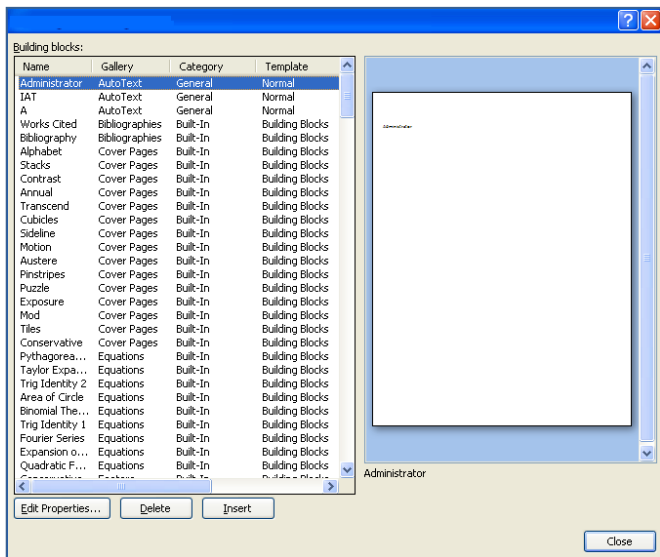 Building blocks:
Name Gallery Category Template
Administrator AutoText General Normal
IAT AutoText General Normal
A AutoText General Normal
Works Cited Bibliographies Built-In Building Blocks
Bibliography Bibliographies Built-In Building Blocks
Alphabet Cover Pages Built-In Building Blocks
Stacks Cover Pages Built-In Building Blocks
Contrast Cover Pages Built-In Building Blocks
Annual Cover Pages Built-In Building Blocks
Transcend Cover Pages Built-In Building Blocks
Cubicles Cover Pages Built-In Building Blocks
Sideline Cover Pages Built-In Building Blocks
Motion Cover Pages Built-In Building Blocks
Austere Cover Pages Built-In Building Blocks
Pinstripes Cover Pages Built-In Building Blocks
Puzzle Cover Pages Built-In Building Blocks
Exposure Cover Pages Built-In Building Blocks
Mod Cover Pages Built-In Building Blocks
Tiles Cover Pages Built-In Building Blocks
Conservative Cover Pages Built-In Building Blocks
Pythagorea... Equations Built-In Building Blocks
Taylor Expa... Equations Built-In Building Blocks
Trig Identity 2 Equations Built-In Building Blocks
Area of Circle Equations Built-In Building Blocks
Binomial The... Equations Built-In Building Blocks
Trig Identity 1 Equations Built-In Building Blocks
Fourier Series Equations Built-In Building Blocks
Expansion o... Equations Built-In Building Blocks
Quadratic F... Equations Built-In Building Blocks
Administrator
Administrator
Edit Properties... Delete Insert
Close